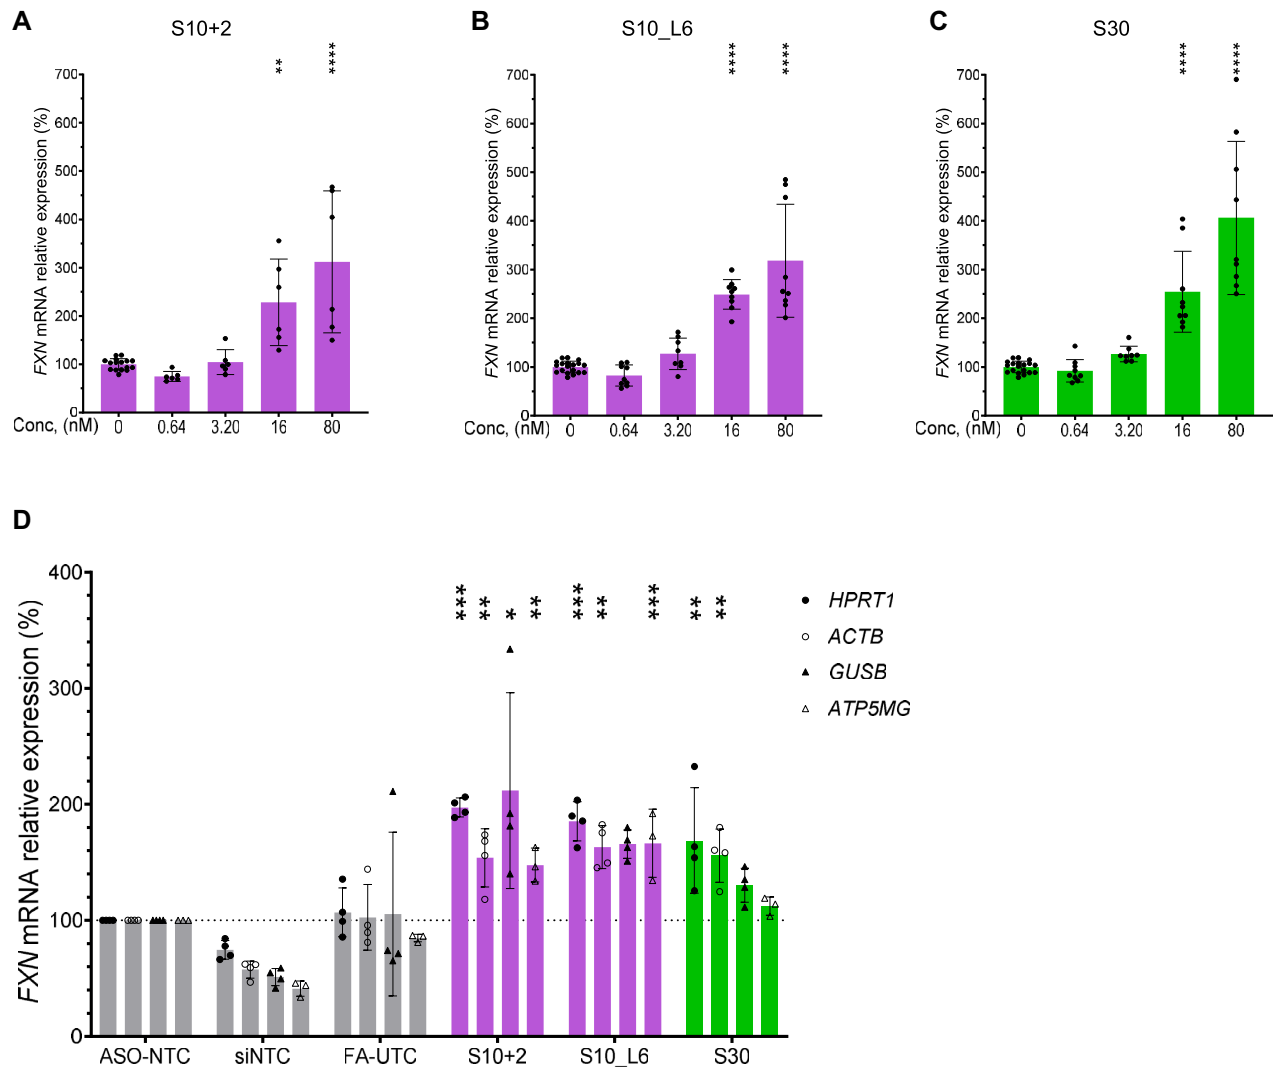 A
S10+2
** ****
FXN mRNA relative expression (%)
700
600
500
400
300
200
100
0
Conc, (nM) 0 0.64 3.20 16 80
B
S10_L6
**** ****
FXN mRNA relative expression (%)
700
600
500
400
300
200
100
0
Conc, (nM) 0 0.64 3.20 16 80
C
S30
**** ****
FXN mRNA relative expression (%)
700
600
500
400
300
200
100
0
Conc, (nM) 0 0.64 3.20 16 80
D
FXN mRNA relative expression (%)
400
300
200
100
0
*** ** * ** *** ** *** ** **
HPRT1
ACTB
GUSB
ATP5MG
ASO-NTC siNTC FA-UTC S10+2 S10_L6 S30